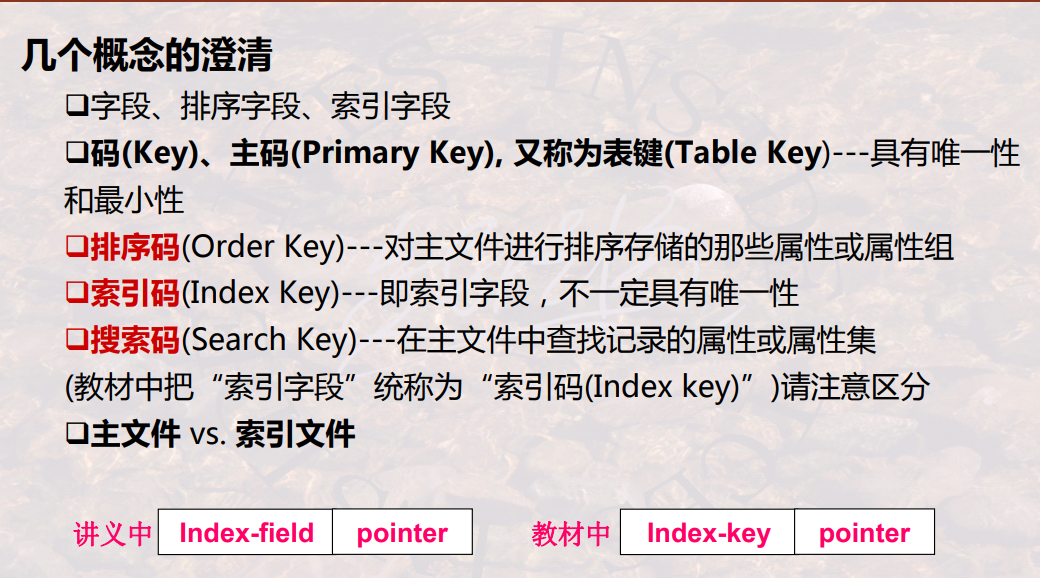 几个概念的澄清
❑字段、排序字段、索引字段
❑码(Key)、主码(Primary Key), 又称为表键(Table Key)---具有唯一性
和最小性
❑排序码(Order Key)---对主文件进行排序存储的那些属性或属性组
❑索引码(Index Key)---即索引字段，不一定具有唯一性
❑搜索码(Search Key)---在主文件中查找记录的属性或属性集
(教材中把“索引字段”统称为“索引码(Index key)”)请注意区分
❑主文件 vs. 索引文件
讲义中 Index-field pointer 教材中 Index-key pointer